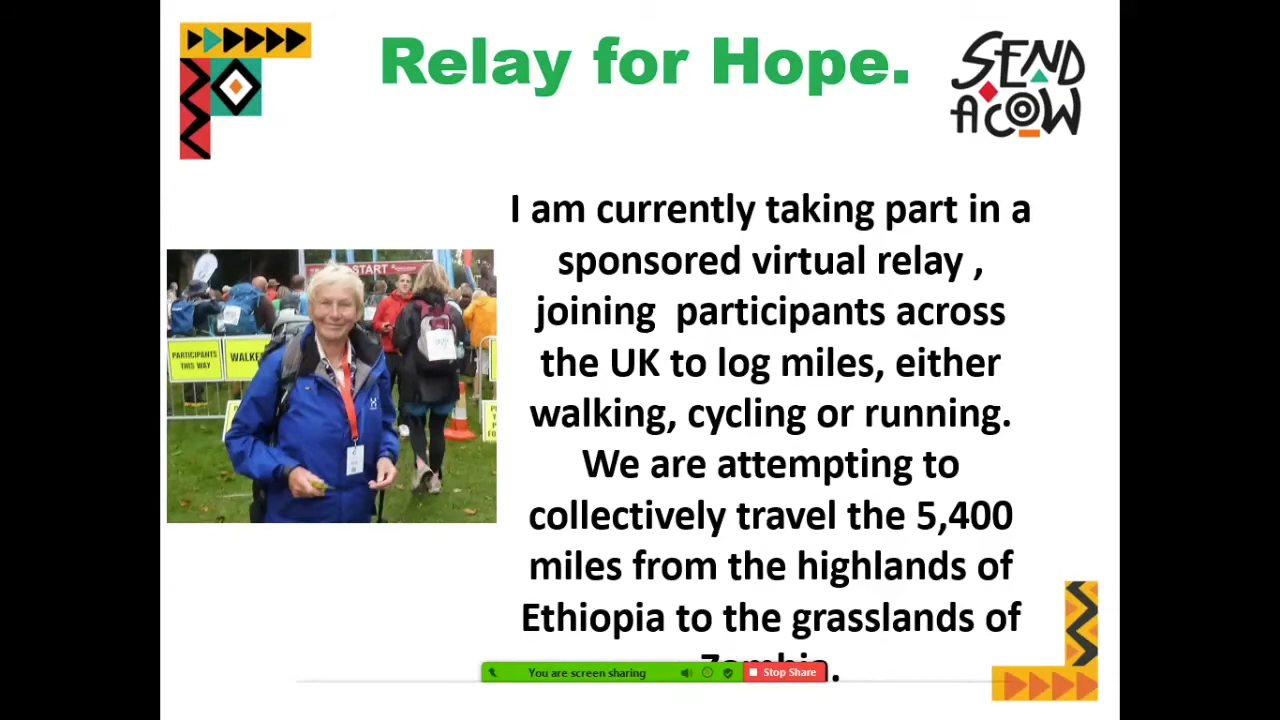 Relay for Hope.
SEND
A COW
I am currently taking part in a
sponsored virtual relay ,
joining participants across
the UK to log miles, either
walking, cycling or running.
We are attempting to
collectively travel the 5,400
miles from the highlands of
Ethiopia to the grasslands of
Zambia.
START
PARTICIPANTS
THIS WAY
You are screen sharing
Stop Share